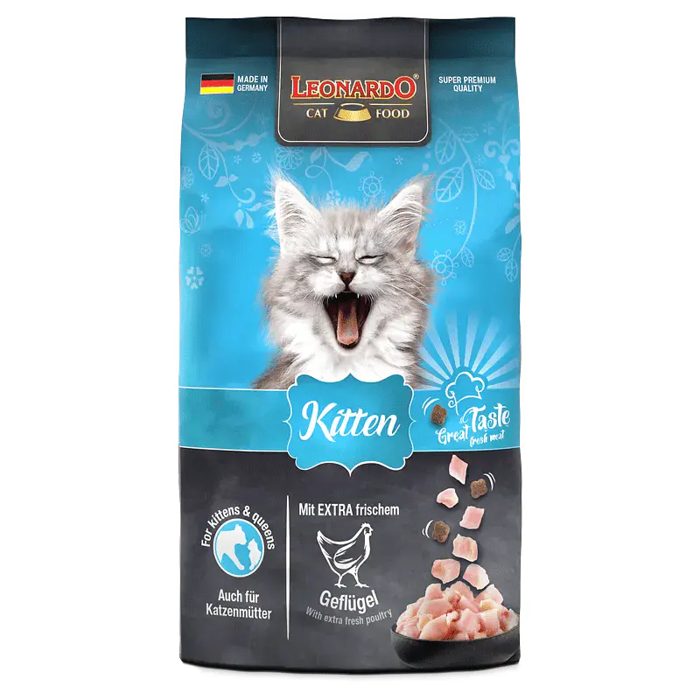 MADE IN
GERMANY
LEONARDO®
CAT FOOD
SUPER PREMIUM
QUALITY
Kitten
Great Taste
fresh meat
For kittens & queens
Auch für
Katzenmütter
Mit EXTRA frischem
Geflügel
With extra fresh poultry